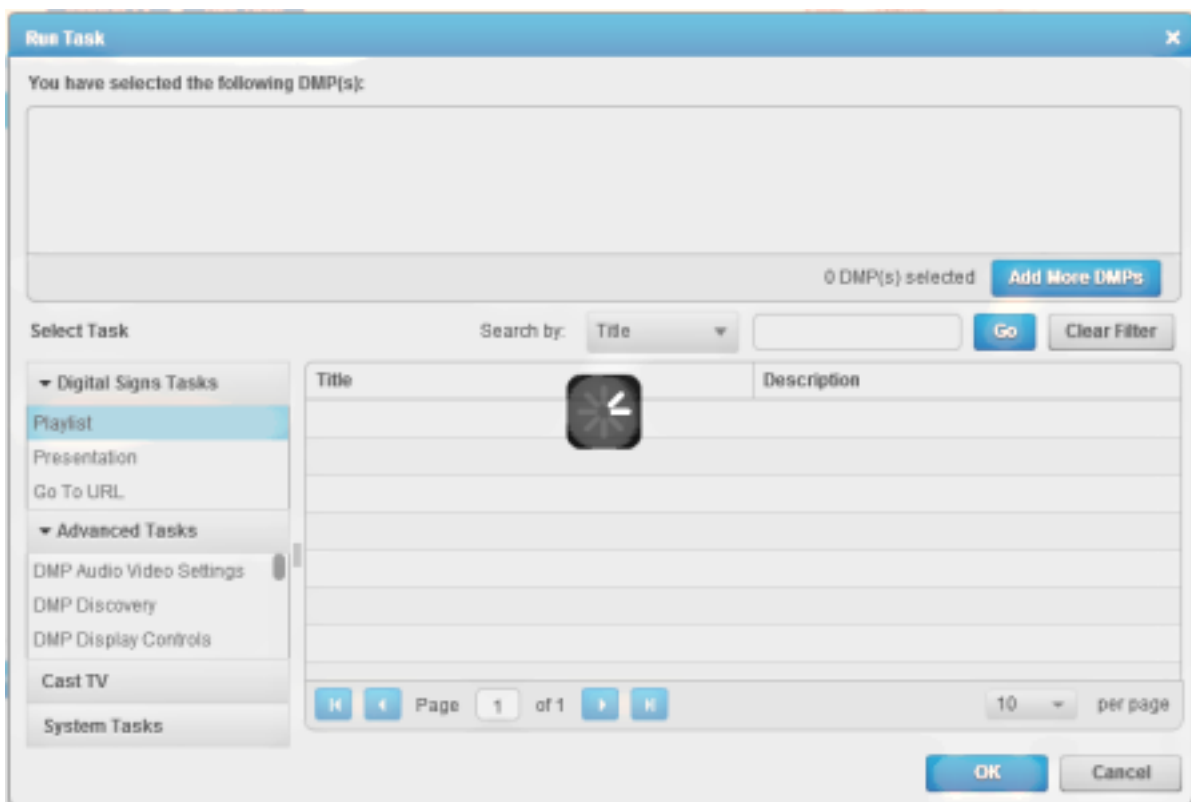 Run Task
You have selected the following DMP(s):
0 DMP(s) selected Add More DMPs
Select Task Search by: Title Go Clear Filter
Digital Signs Tasks Title Description
Playlist
Presentation
Go To URL
Advanced Tasks
DMP Audio Video Settings
DMP Discovery
DMP Display Controls
Cast TV
Page 1 of 1 10 per page
System Tasks
OK Cancel